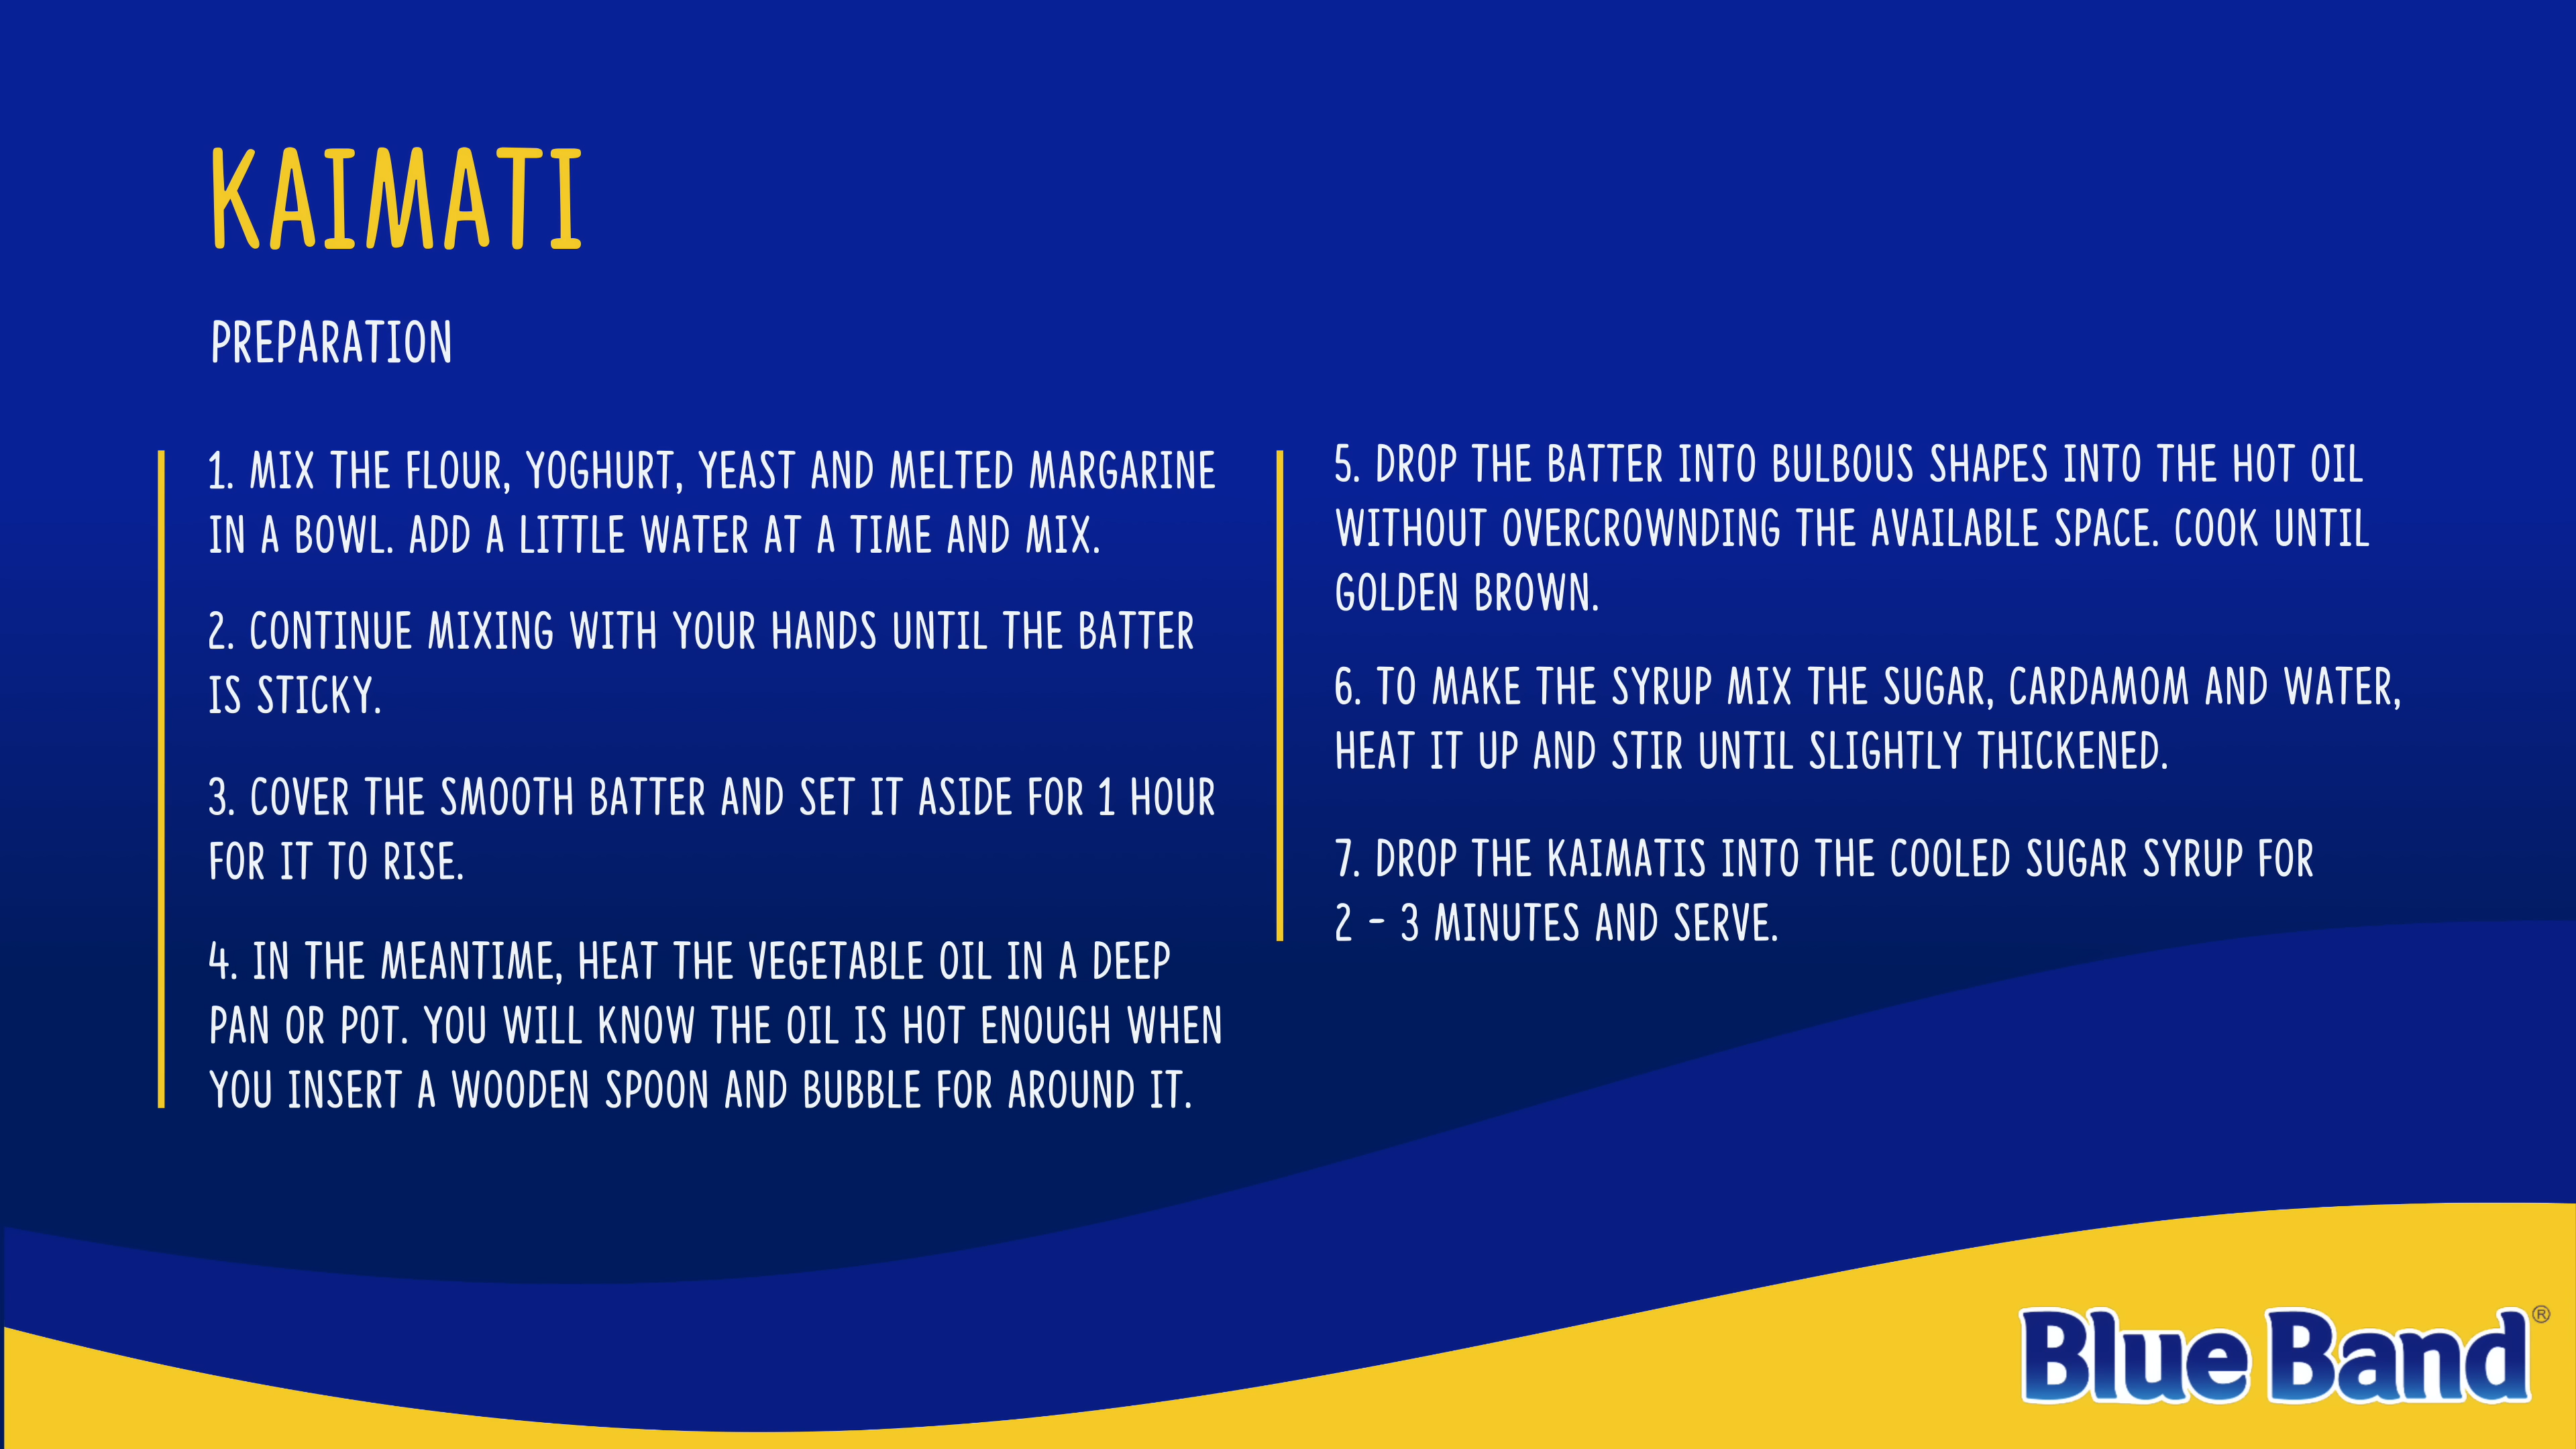 KAIMATI
PREPARATION
1. MIX THE FLOUR, YOGHURT, YEAST AND MELTED MARGARINE
IN A BOWL. ADD A LITTLE WATER AT A TIME AND MIX.
2. CONTINUE MIXING WITH YOUR HANDS UNTIL THE BATTER
IS STICKY.
3. COVER THE SMOOTH BATTER AND SET IT ASIDE FOR 1 HOUR
FOR IT TO RISE.
4. IN THE MEANTIME, HEAT THE VEGETABLE OIL IN A DEEP
PAN OR POT. YOU WILL KNOW THE OIL IS HOT ENOUGH WHEN
YOU INSERT A WOODEN SPOON AND BUBBLE FOR AROUND IT.
5. DROP THE BATTER INTO BULBOUS SHAPES INTO THE HOT OIL
WITHOUT OVERCROWNDING THE AVAILABLE SPACE. COOK UNTIL
GOLDEN BROWN.
6. TO MAKE THE SYRUP MIX THE SUGAR, CARDAMOM AND WATER,
HEAT IT UP AND STIR UNTIL SLIGHTLY THICKENED.
7. DROP THE KAIMATIS INTO THE COOLED SUGAR SYRUP FOR
2 - 3 MINUTES AND SERVE.
Blue Band®